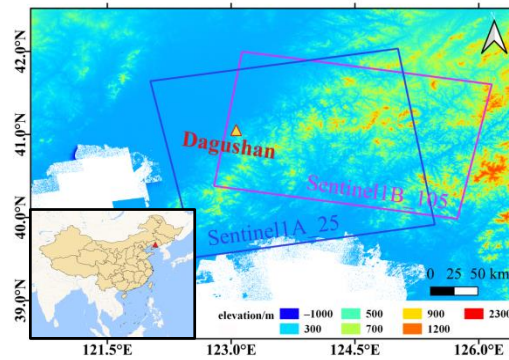 42.0°N
41.0°N
40.0°N
39.0°N
Dagushan
Sentinel1B_105
Sentinel1A_25
0 25 50 km
elevation/m
-1000
500
900
2300
300
700
1200
121.5°E
123.0°E
124.5°E
126.0°E